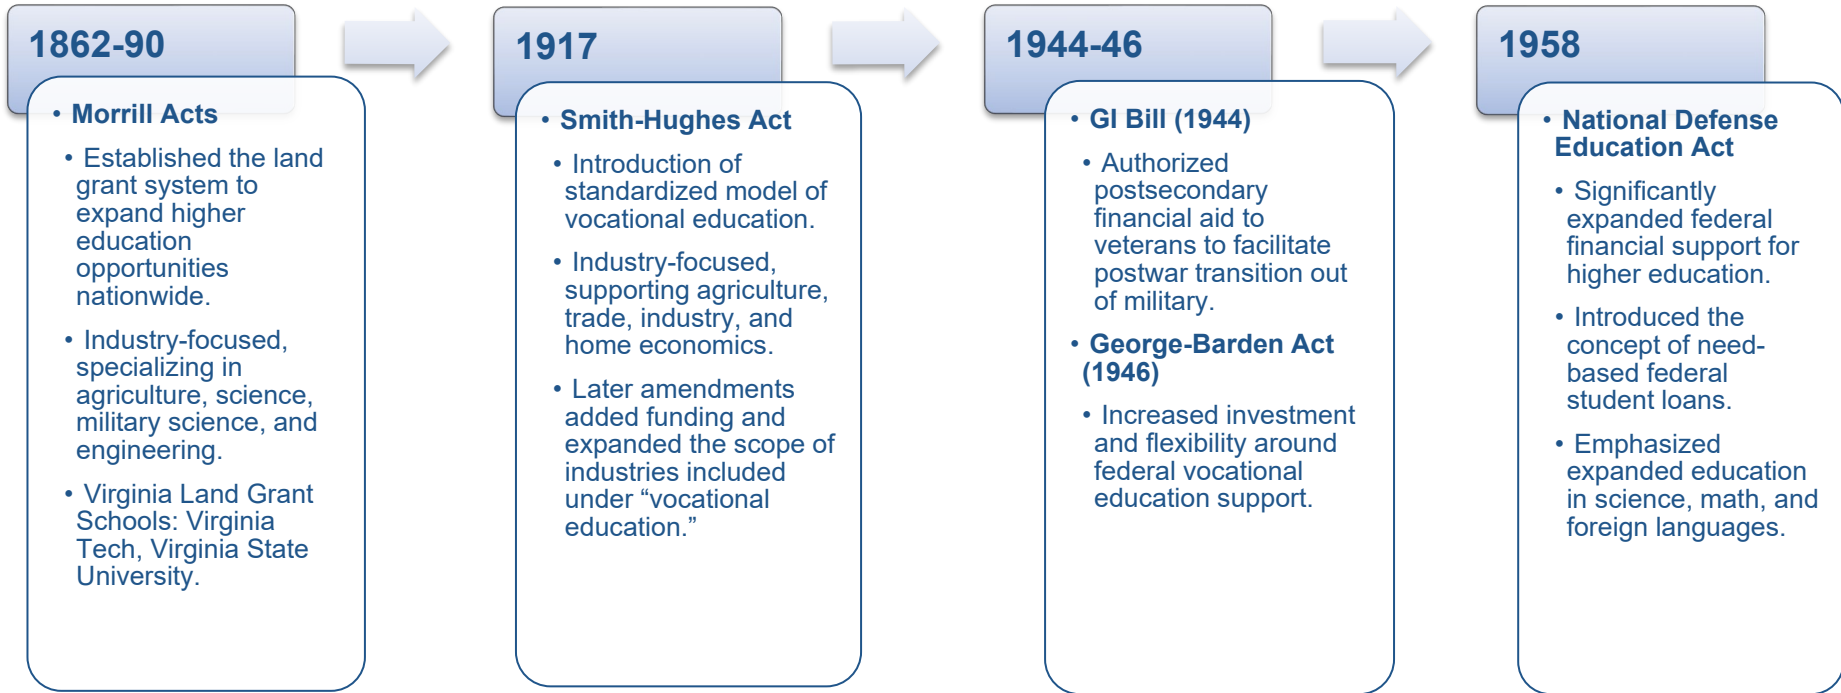 1862-90
• Morrill Acts
• Established the land
grant system to
expand higher
education
opportunities
nationwide.
• Industry-focused,
specializing in
agriculture, science,
military science, and
engineering.
• Virginia Land Grant
Schools: Virginia
Tech, Virginia State
University.
1917
• Smith-Hughes Act
• Introduction of
standardized model of
vocational education.
• Industry-focused,
supporting agriculture,
trade, industry, and
home economics.
• Later amendments
added funding and
expanded the scope of
industries included
under “vocational
education.”
1944-46
• GI Bill (1944)
• Authorized
postsecondary
financial aid to
veterans to facilitate
postwar transition out
of military.
• George-Barden Act
(1946)
• Increased investment
and flexibility around
federal vocational
education support.
1958
• National Defense
Education Act
• Significantly
expanded federal
financial support for
higher education.
• Introduced the
concept of need-
based federal
student loans.
• Emphasized
expanded education
in science, math, and
foreign languages.